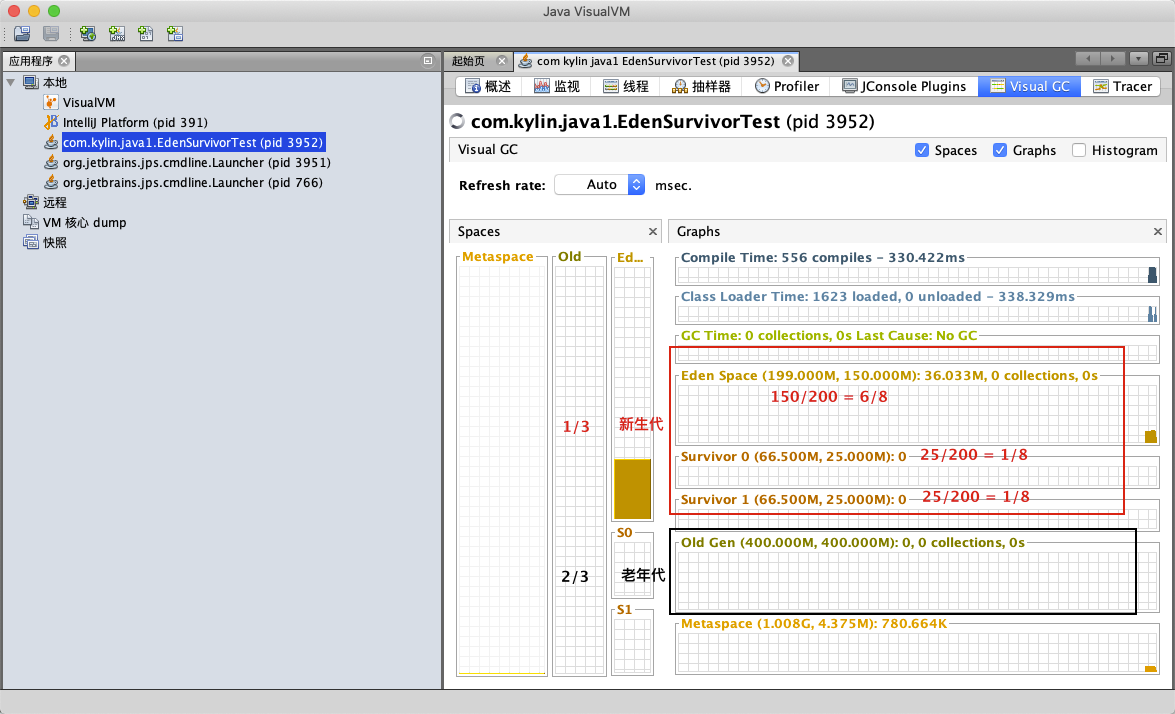 Java VisualVM
应用程序
起始页
com kylin java1 EdenSurvivorTest (pid 3952)
本地
VisualVM
IntelliJ Platform (pid 391)
com.kylin.java1.EdenSurvivorTest (pid 3952)
org.jetbrains.jps.cmdline.Launcher (pid 3951)
org.jetbrains.jps.cmdline.Launcher (pid 766)
远程
VM 核心 dump
快照
概述 监视 线程 抽样器 Profiler JConsole Plugins Visual GC Tracer
com.kylin.java1.EdenSurvivorTest (pid 3952)
Visual GC
Spaces Graphs Histogram
Refresh rate: Auto msec.
Spaces
Metaspace Old Ed...
1/3 新生代
S0
2/3 老年代
S1
Graphs
Compile Time: 556 compiles - 330.422ms
Class Loader Time: 1623 loaded, 0 unloaded - 338.329ms
GC Time: 0 collections, 0s Last Cause: No GC
Eden Space (199.000M, 150.000M): 36.033M, 0 collections, 0s
150/200 = 6/8
Survivor 0 (66.500M, 25.000M): 0 25/200 = 1/8
Survivor 1 (66.500M, 25.000M): 0 25/200 = 1/8
Old Gen (400.000M, 400.000M): 0, 0 collections, 0s
Metaspace (1.008G, 4.375M): 780.664K